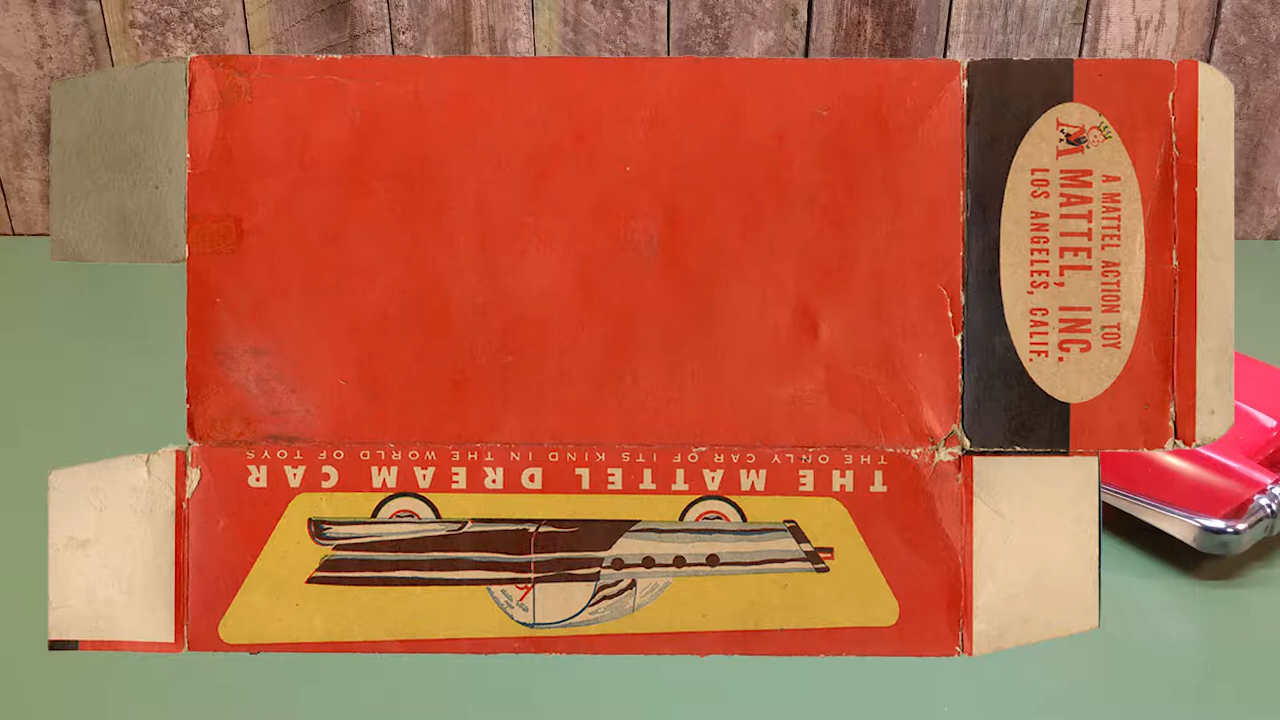 A MATTEL ACTION TOY
M
MATTEL, INC.
LOS ANGELES, CALIF.
THE MATTEL DREAM CAR
THE ONLY CAR OF ITS KIND IN THE WORLD OF TOYS